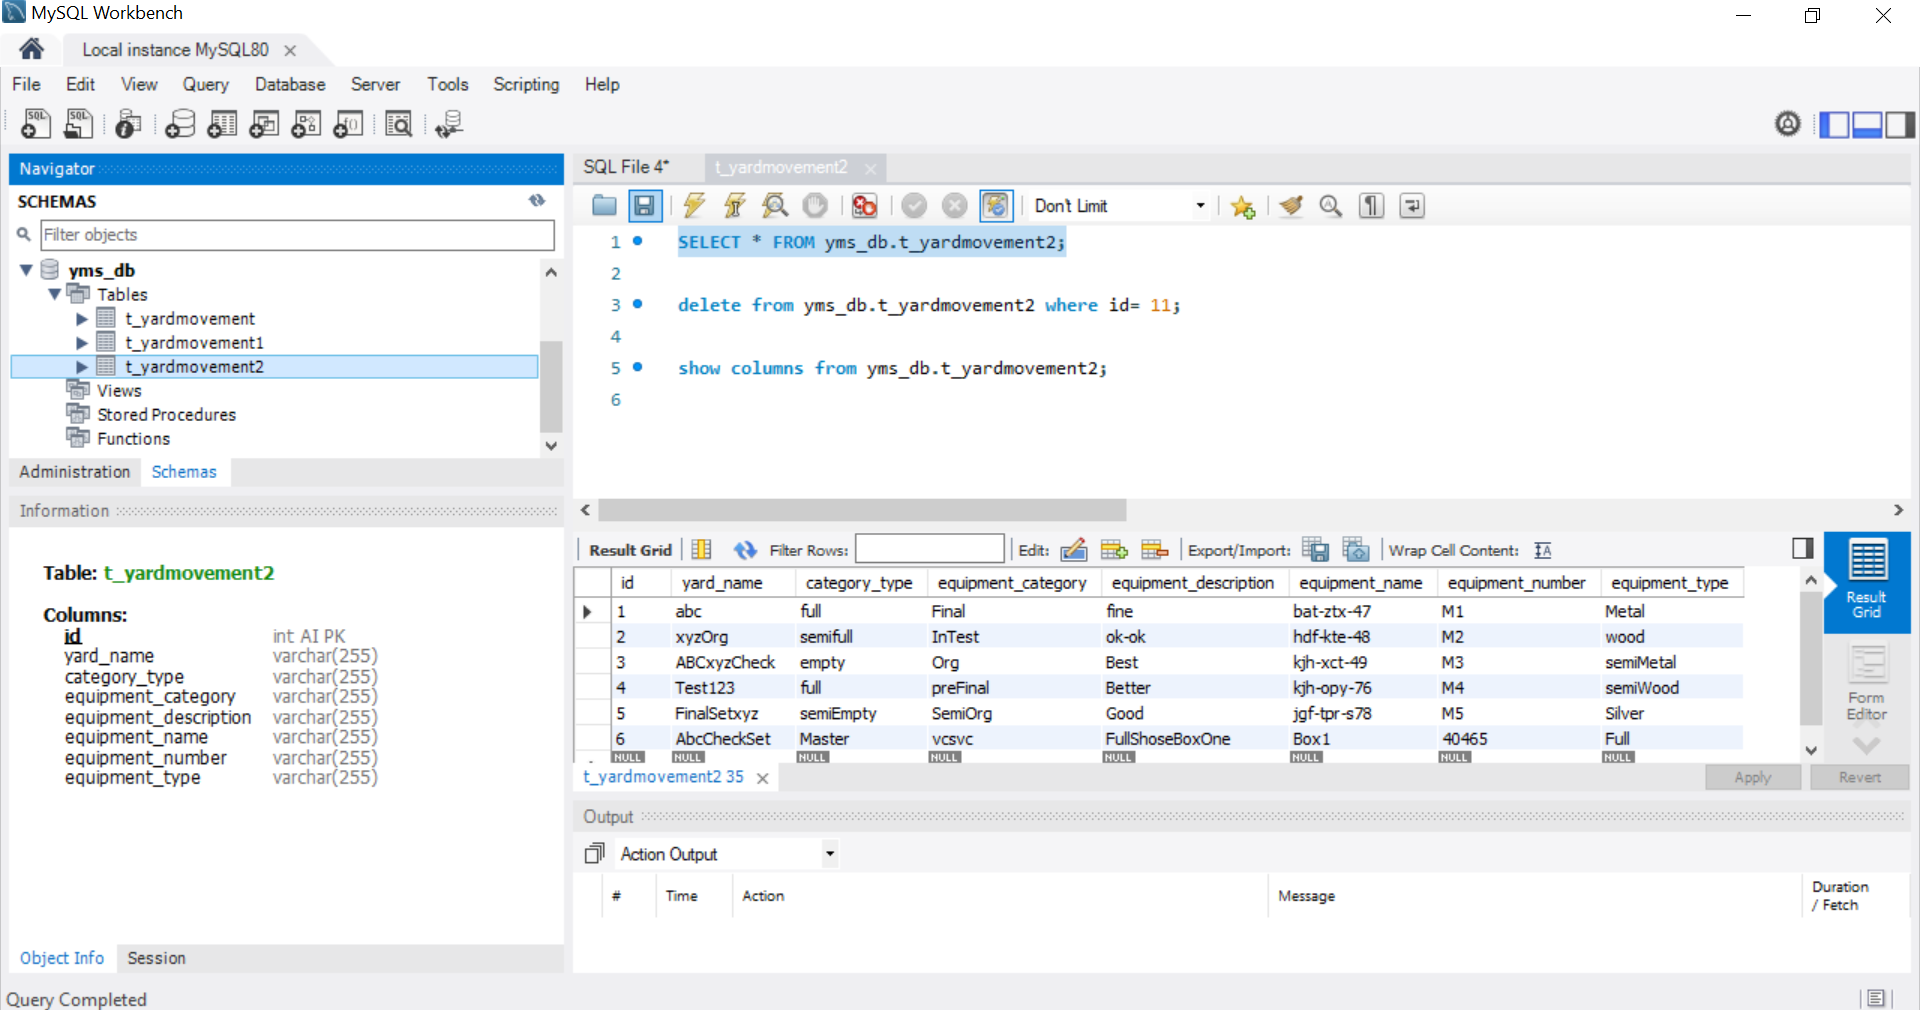 MySQL Workbench
Local instance MySQL80
File Edit View Query Database Server Tools Scripting Help
Navigator
SCHEMAS
Filter objects
yms_db
Tables
t_yardmovement
t_yardmovement1
t_yardmovement2
Views
Stored Procedures
Functions
Administration Schemas
Information
Table: t_yardmovement2
Columns:
id int AI PK
yard_name varchar(255)
category_type varchar(255)
equipment_category varchar(255)
equipment_description varchar(255)
equipment_name varchar(255)
equipment_number varchar(255)
equipment_type varchar(255)
Object Info Session
Query Completed
SQL File 4* t_yardmovement2
Don't Limit
1 SELECT * FROM yms_db.t_yardmovement2;
2
3 delete from yms_db.t_yardmovement2 where id= 11;
4
5 show columns from yms_db.t_yardmovement2;
6
Result Grid Filter Rows: Edit: Export/Import: Wrap Cell Content:
id yard_name category_type equipment_category equipment_description equipment_name equipment_number equipment_type
1 abc full Final fine bat-ztx-47 M1 Metal
2 xyzOrg semifull InTest ok-ok hdf-kte-48 M2 wood
3 ABCxyzCheck empty Org Best kjh-xct-49 M3 semiMetal
4 Test123 full preFinal Better kjh-opy-76 M4 semiWood
5 FinalSetxyz semiEmpty SemiOrg Good jgf-tpr-s78 M5 Silver
6 AbcCheckSet Master vcsvc FullShoseBoxOne Box1 40465 Full
NULL NULL NULL NULL NULL NULL NULL NULL
Result
Grid
Form
Editor
t_yardmovement2 35
Apply Revert
Output
Action Output
# Time Action Message Duration / Fetch